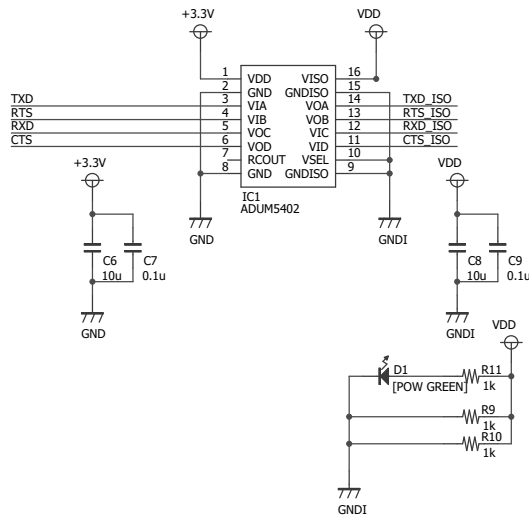 +3.3V VDD
1 VDD VISO 16
2 GND GNDISO 15
TXD 3 VIA VOA 14 TXD_ISO
RTS 4 VIB VOB 13 RTS_ISO
RXD 5 VOC VIC 12 RXD_ISO
CTS 6 VOD VID 11 CTS_ISO
7 RCOUT VSEL 10
8 GND GNDISO 9
IC1
ADUM5402
GND GNDI
+3.3V VDD
C6 C7 C8 C9
10u 0.1u 10u 0.1u
GND GNDI
VDD
D1 R11
[POW GREEN] 1k
R9
1k
R10
1k
GNDI